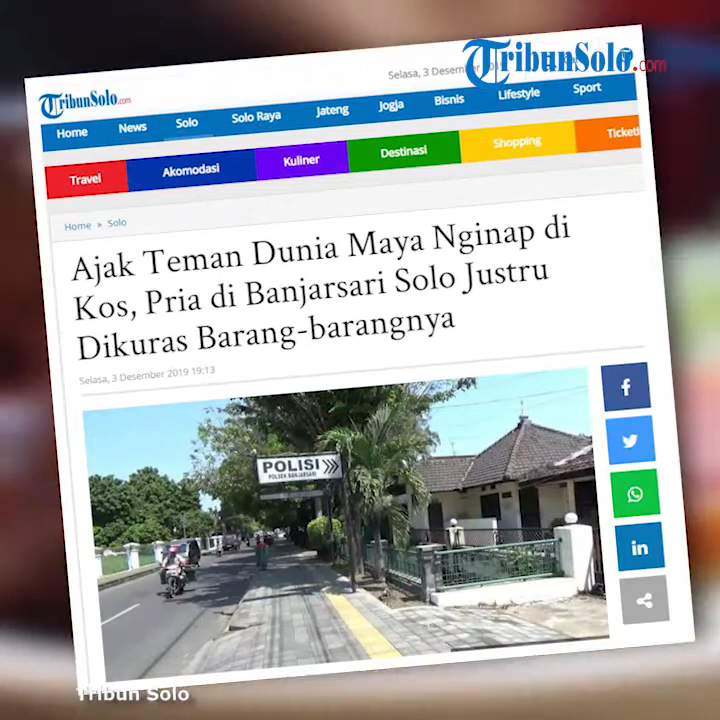 TribunSolo.com
Selasa, 3 Desem
TribunSolo.com
Home News Solo Solo Raya Jateng Jogja Bisnis Lifestyle Sport
Travel Akomodasi Kuliner Destinasi Shopping Ticketi
Home » Solo
Ajak Teman Dunia Maya Nginap di
Kos, Pria di Banjarsari Solo Justru
Dikuras Barang-barangnya
Selasa, 3 Desember 2019 19:13
POLISI
POLSEK BANJARSARI
Tribun Solo